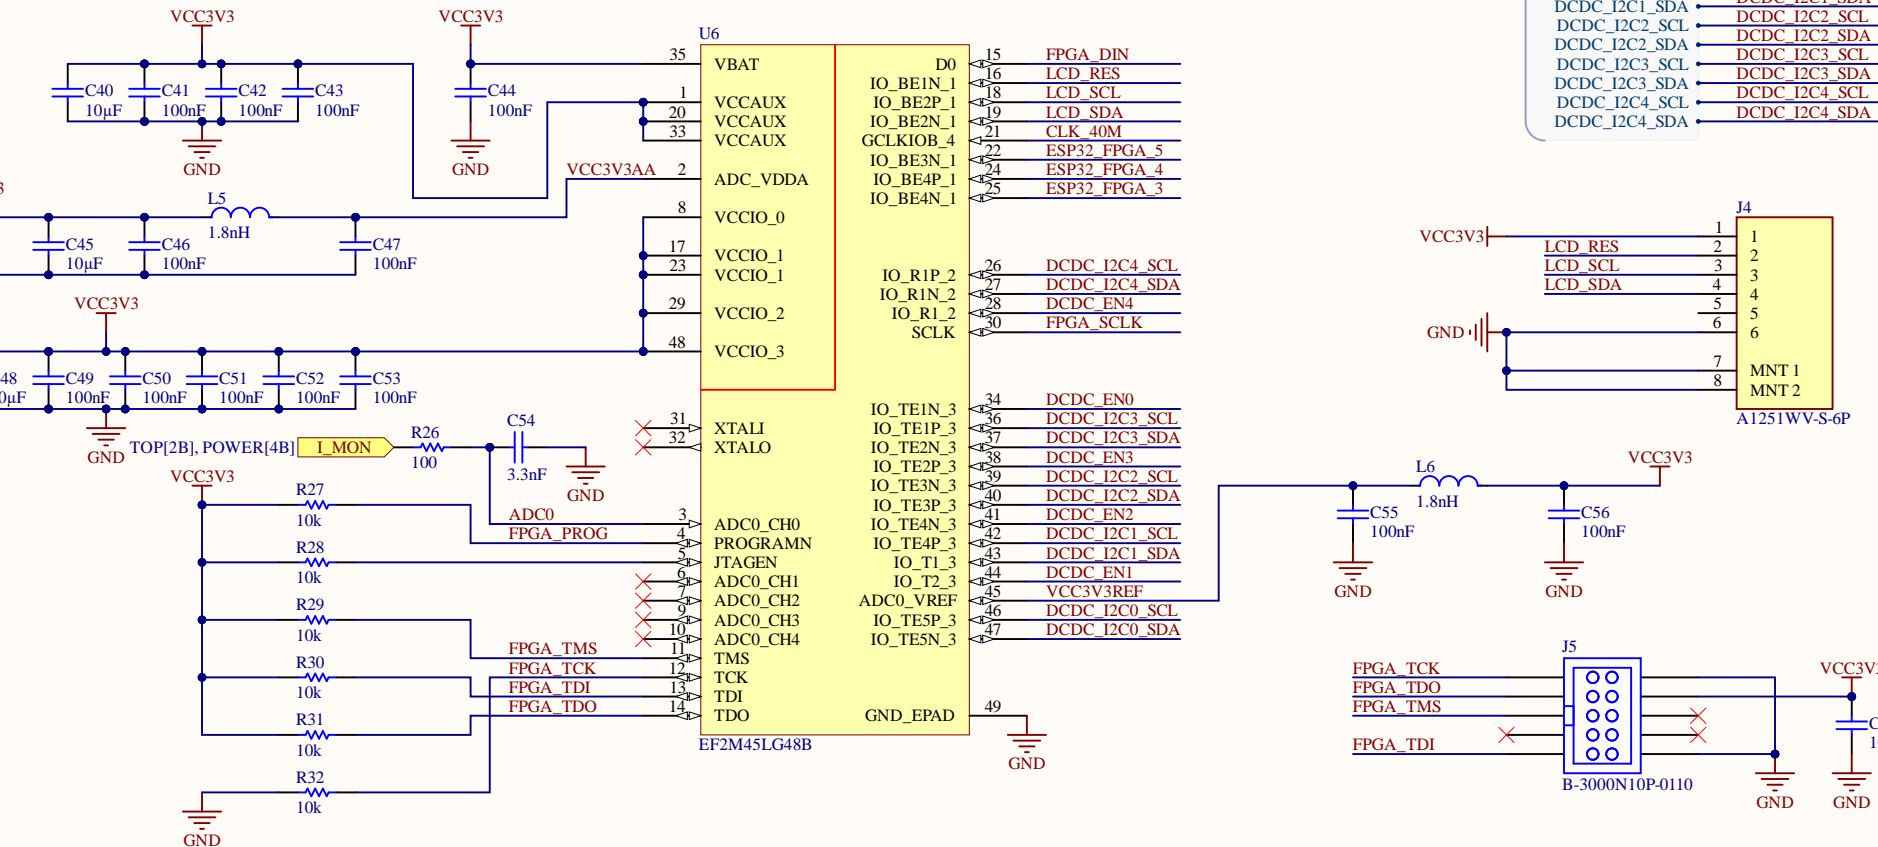 VCC3V3
C40
10µF
C41
100nF
C42
100nF
C43
100nF
GND
VCC3V3
C44
100nF
GND
L5
1.8nH
C45
10µF
C46
100nF
C47
100nF
VCC3V3AA
VCC3V3
C49
100nF
C50
100nF
C51
100nF
C52
100nF
C53
100nF
GND
TOP[2B], POWER[4B]
I_MON
R26
100
C54
3.3nF
GND
VCC3V3
R27
10k
R28
10k
R29
10k
R30
10k
R31
10k
R32
10k
GND
ADC0
FPGA_PROG
FPGA_TMS
FPGA_TCK
FPGA_TDI
FPGA_TDO
U6
35 VBAT
1 VCCAUX
20 VCCAUX
33 VCCAUX
2 ADC_VDDA
8 VCCIO_0
17 VCCIO_1
23 VCCIO_1
29 VCCIO_2
48 VCCIO_3
31 XTALI
32 XTALO
3 ADC0_CH0
4 PROGRAMN
5 JTAGEN
6 ADC0_CH1
7 ADC0_CH2
9 ADC0_CH3
10 ADC0_CH4
11 TMS
12 TCK
13 TDI
14 TDO
D0 15 FPGA_DIN
IO_BE1N_1 16 LCD_RES
IO_BE2P_1 18 LCD_SCL
IO_BE2N_1 19 LCD_SDA
GCLKIOB_4 21 CLK_40M
IO_BE3N_1 22 ESP32_FPGA_5
IO_BE4P_1 24 ESP32_FPGA_4
IO_BE4N_1 25 ESP32_FPGA_3
IO_R1P_2 26 DCDC_I2C4_SCL
IO_R1N_2 27 DCDC_I2C4_SDA
IO_R1_2 28 DCDC_EN4
SCLK 30 FPGA_SCLK
IO_TE1N_3 34 DCDC_EN0
IO_TE1P_3 36 DCDC_I2C3_SCL
IO_TE2N_3 37 DCDC_I2C3_SDA
IO_TE2P_3 38 DCDC_EN3
IO_TE3N_3 39 DCDC_I2C2_SCL
IO_TE3P_3 40 DCDC_I2C2_SDA
IO_TE4N_3 41 DCDC_EN2
IO_TE4P_3 42 DCDC_I2C1_SCL
IO_T1_3 43 DCDC_I2C1_SDA
IO_T2_3 44 DCDC_EN1
ADC0_VREF 45 VCC3V3REF
IO_TE5P_3 46 DCDC_I2C0_SCL
IO_TE5N_3 47 DCDC_I2C0_SDA
GND_EPAD 49
GND
EF2M45LG48B
DCDC_I2C1_SDA
DCDC_I2C2_SCL DCDC_I2C2_SCL
DCDC_I2C2_SDA DCDC_I2C2_SDA
DCDC_I2C3_SCL DCDC_I2C3_SCL
DCDC_I2C3_SDA DCDC_I2C3_SDA
DCDC_I2C4_SCL DCDC_I2C4_SCL
DCDC_I2C4_SDA DCDC_I2C4_SDA
J4
VCC3V3 1 1
LCD_RES 2 2
LCD_SCL 3 3
LCD_SDA 4 4
5 5
GND 6 6
7 MNT 1
8 MNT 2
A1251WV-S-6P
VCC3V3
L6
1.8nH
C55
100nF
GND
C56
100nF
GND
J5
FPGA_TCK
FPGA_TDO
FPGA_TMS
FPGA_TDI
B-3000N10P-0110
GND
VCC3V
GND